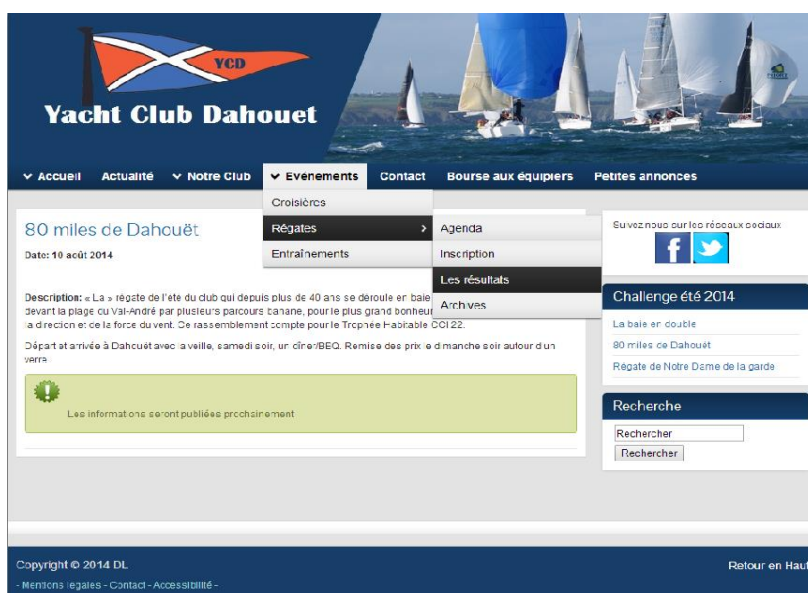 YCD
Yacht Club Dahouet
Accueil Actualité Notre Club Evénements Contact Bourse aux équipiers Petites annonces
Croisières
Régates
Entraînements
Agenda
Inscription
Les résultats
Archives
80 miles de Dahouët
Date: 10 août 2014
Description: « La » régate de l'été du club qui depuis plus de 40 ans se déroule en baie
devant la plage du Val-André par plusieurs parcours banane, pour le plus grand bonheur
la direction et de la force du vent. Ce rassemblement compte pour le Trophée Habitable CCI 22.
Départ et arrivée à Dahouët avec la veille, samedi soir, un dîner/BBQ. Remise des prix le dimanche soir autour d'un
verre
Les informations seront publiées prochainement
Suivez nous sur les réseaux sociaux
Challenge été 2014
La baie en double
80 miles de Dahouët
Régate de Notre Dame de la garde
Recherche
Rechercher
Rechercher
Copyright © 2014 DL
- Mentions légales - Contact - Accessibilité -
Retour en Haut